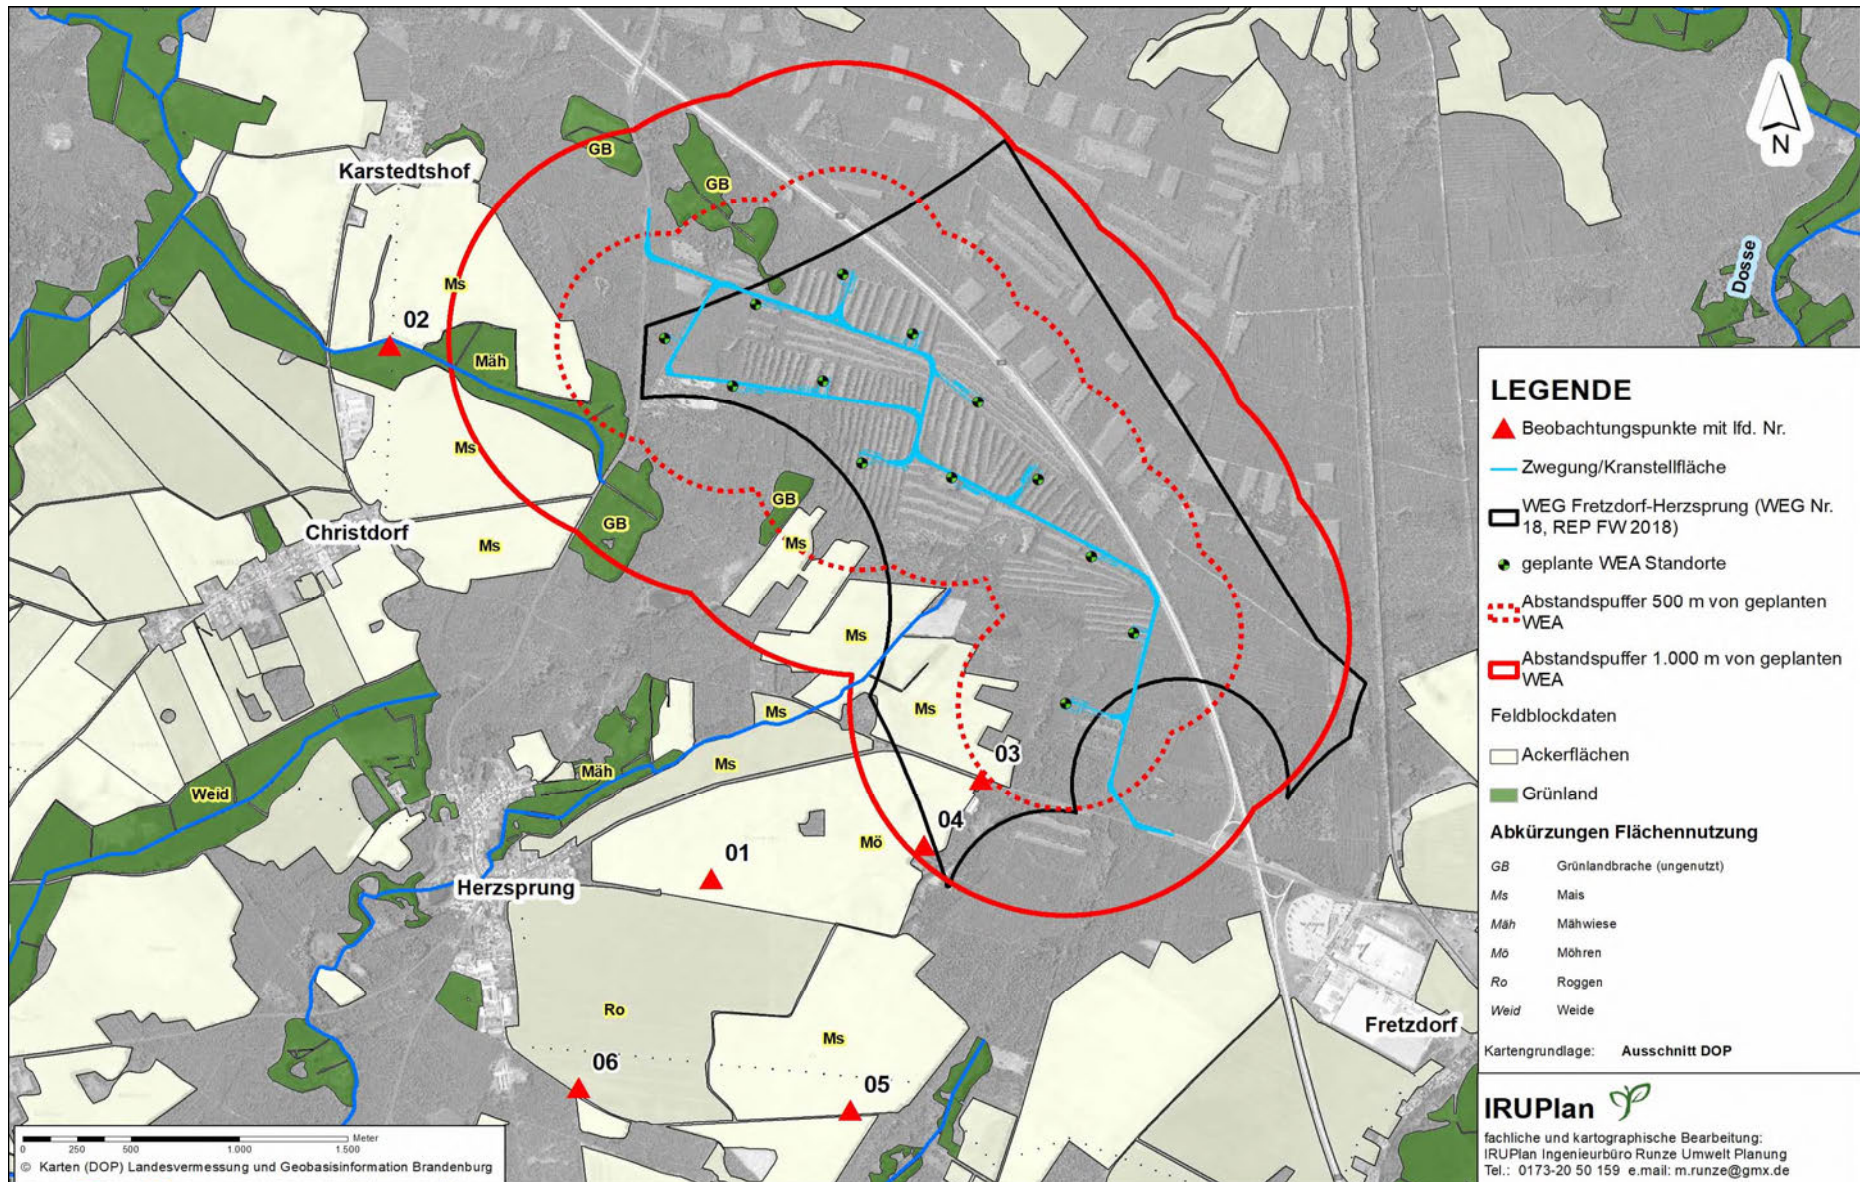 GB
Karstedtshof
GB
N
Dosse
Ms
02
Mäh
Ms
GB
Christdorf
GB
Ms
Ms
Ms
Ms
Ms
Ms
03
Mäh
Weid
04
Mö
01
Herzsprung
Ro
Ms
Fretzdorf
06
05
LEGENDE
Beobachtungspunkte mit lfd. Nr.
Zwegung/Kranstellfläche
WEG Fretzdorf-Herzsprung (WEG Nr.
18, REP FW 2018)
geplante WEA Standorte
Abstandspuffer 500 m von geplanten
WEA
Abstandspuffer 1.000 m von geplanten
WEA
Feldblockdaten
Ackerflächen
Grünland
Abkürzungen Flächennutzung
GB Grünlandbrache (ungenutzt)
Ms Mais
Mäh Mähwiese
Mö Möhren
Ro Roggen
Weid Weide
Kartengrundlage: Ausschnitt DOP
IRUPlan
fachliche und kartographische Bearbeitung:
IRUPlan Ingenieurbüro Runze Umwelt Planung
Tel.: 0173-20 50 159 e.mail: m.runze@gmx.de
Meter
0 250 500 1.000 1.500
© Karten (DOP) Landesvermessung und Geobasisinformation Brandenburg